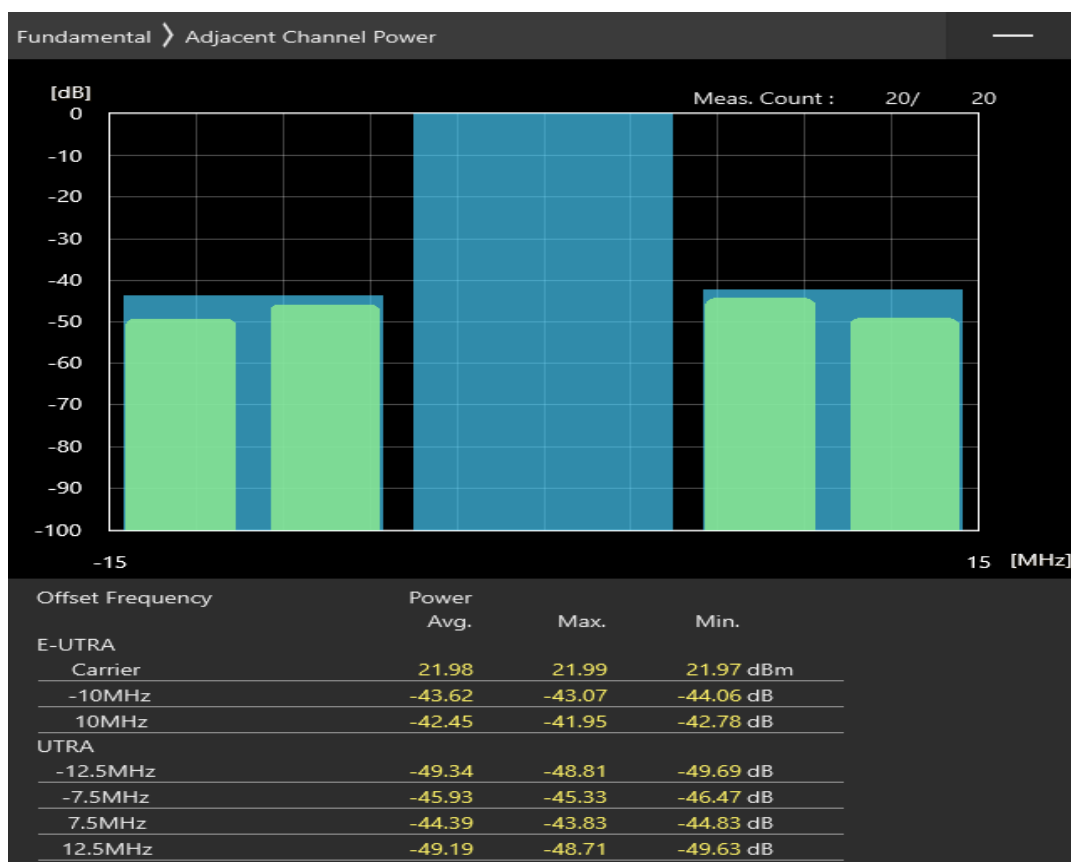 Fundamental ❯ Adjacent Channel Power
[dB]
Meas. Count : 20/ 20
0
-10
-20
-30
-40
-50
-60
-70
-80
-90
-100
-15 15 [MHz]
Offset Frequency Power
Avg. Max. Min.
E-UTRA
Carrier 21.98 21.99 21.97 dBm
-10MHz -43.62 -43.07 -44.06 dB
10MHz -42.45 -41.95 -42.78 dB
UTRA
-12.5MHz -49.34 -48.81 -49.69 dB
-7.5MHz -45.93 -45.33 -46.47 dB
7.5MHz -44.39 -43.83 -44.83 dB
12.5MHz -49.19 -48.71 -49.63 dB